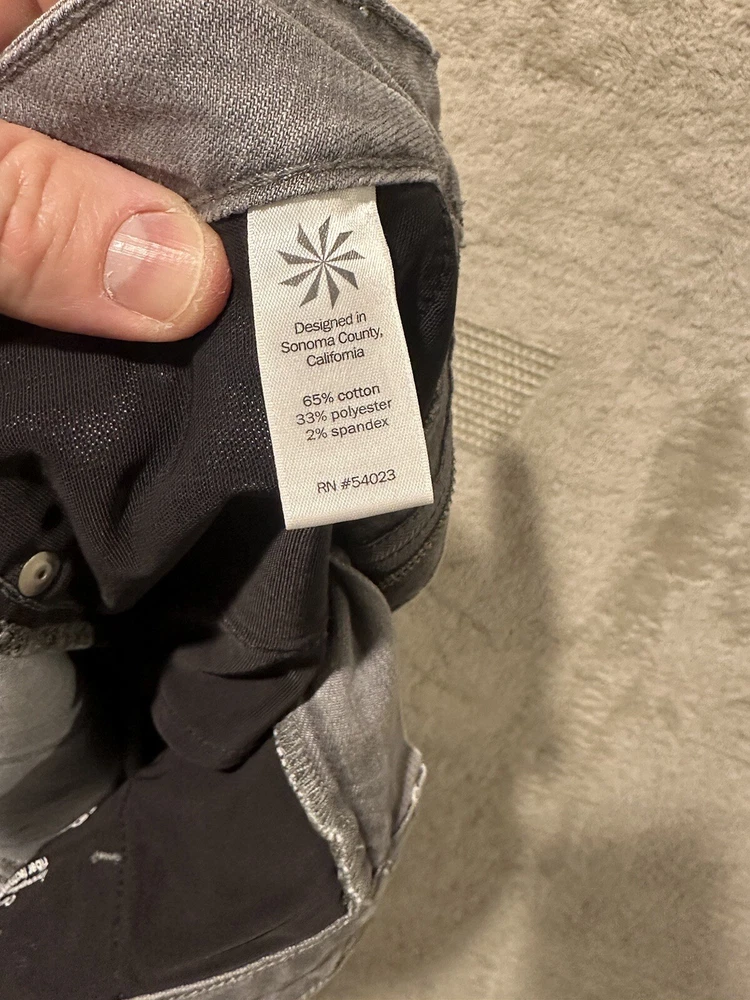 Designed in
Sonoma County,
California
65% cotton
33% polyester
2% spandex
RN #54023